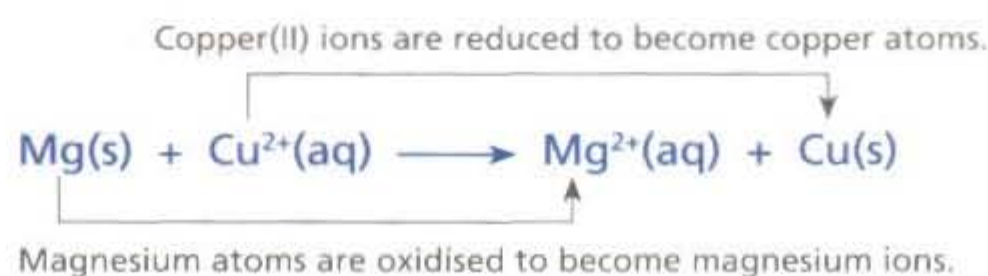 Copper(II) ions are reduced to become copper atoms.
Mg(s) + Cu²⁺(aq) ⟶ Mg²⁺(aq) + Cu(s)
Magnesium atoms are oxidised to become magnesium ions.